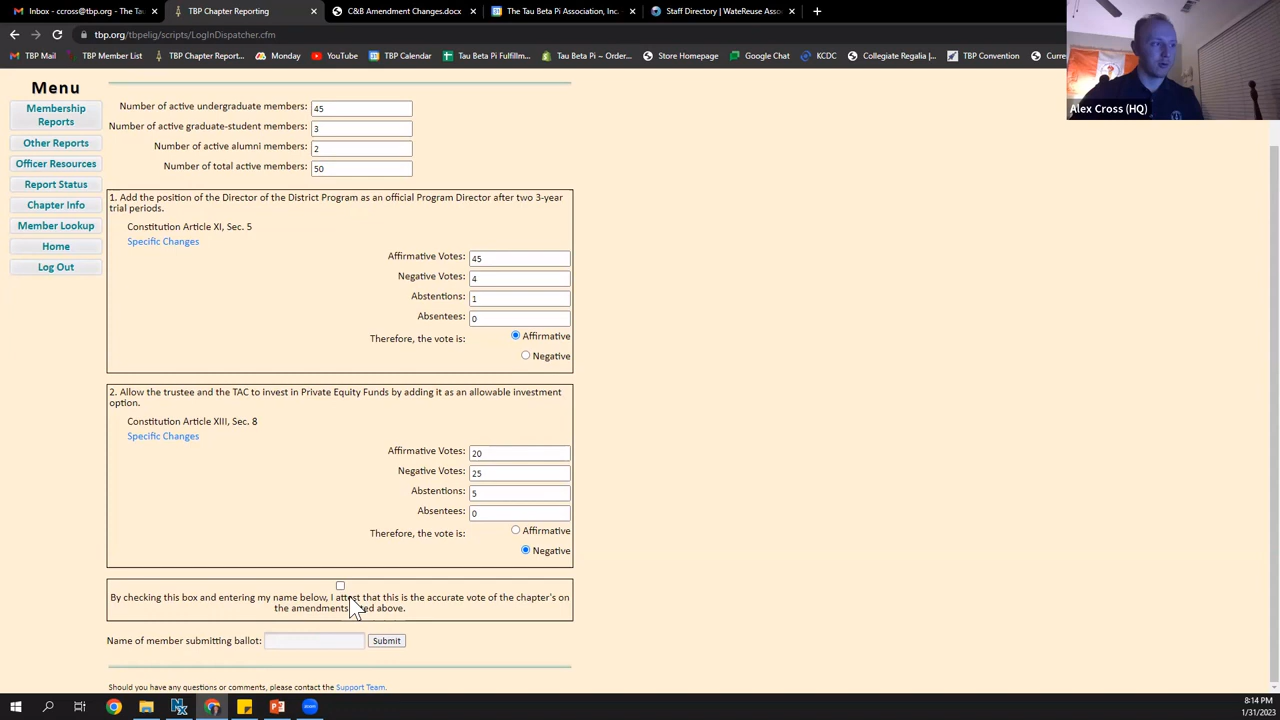 Inbox - ccross@tbp.org - The Ta
TBP Chapter Reporting
C&B Amendment Changes.docx
The Tau Beta Pi Association, Inc.
Staff Directory | WateReuse Asso
tbp.org/tbpelig/scripts/LogInDispatcher.cfm
TBP Mail
TBP Member List
TBP Chapter Report...
Monday
YouTube
TBP Calendar
Tau Beta Pi Fulfillm...
Tau Beta Pi – Order...
Store Homepage
Google Chat
KCDC
Collegiate Regalia -...
TBP Convention
Curre
Alex Cross (HQ)
Menu
Membership
Reports
Other Reports
Officer Resources
Report Status
Chapter Info
Member Lookup
Home
Log Out
Number of active undergraduate members: 45
Number of active graduate-student members: 3
Number of active alumni members: 2
Number of total active members: 50
1. Add the position of the Director of the District Program as an official Program Director after two 3-year
trial periods.
Constitution Article XI, Sec. 5
Specific Changes
Affirmative Votes: 45
Negative Votes: 4
Abstentions: 1
Absentees: 0
Therefore, the vote is: Affirmative
Negative
2. Allow the trustee and the TAC to invest in Private Equity Funds by adding it as an allowable investment
option.
Constitution Article XIII, Sec. 8
Specific Changes
Affirmative Votes: 20
Negative Votes: 25
Abstentions: 5
Absentees: 0
Therefore, the vote is: Affirmative
Negative
By checking this box and entering my name below, I attest that this is the accurate vote of the chapter's on
the amendments above.
Name of member submitting ballot: Submit
Should you have any questions or comments, please contact the Support Team.
8:14 PM
1/31/2023